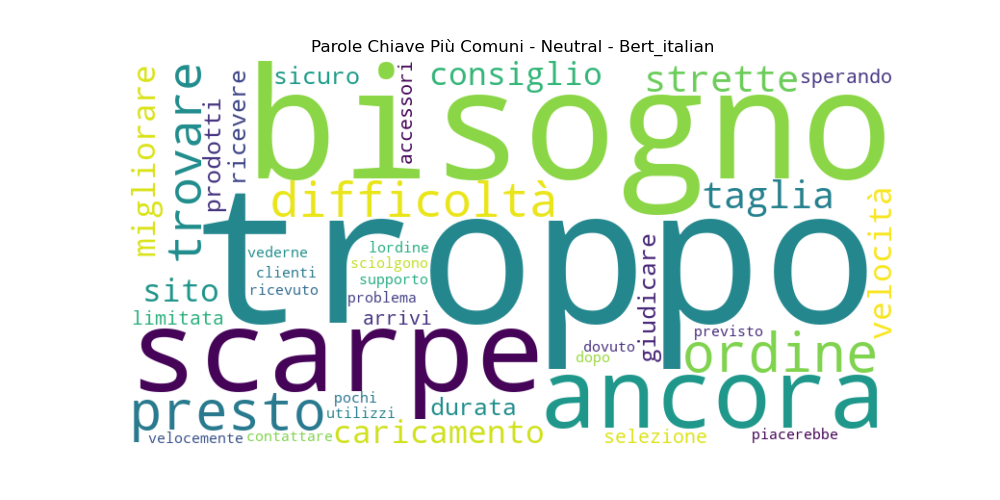 Parole Chiave Più Comuni - Neutral - Bert_italian
migliorare
trovare
prodotti
ricevere
sicuro
accessori
consiglio
strette
sperando
bisogno
difficoltà
taglia
velocità
troppo
vederne
clienti
ricevuto
lordine
sciolgono
supporto
problema
sito
limitata
arrivi
giudicare
previsto
dovuto
dopo
ordine
scarpe
ancora
presto
pochi
utilizzi
durata
velocemente
contattare
caricamento
selezione
piacerebbe